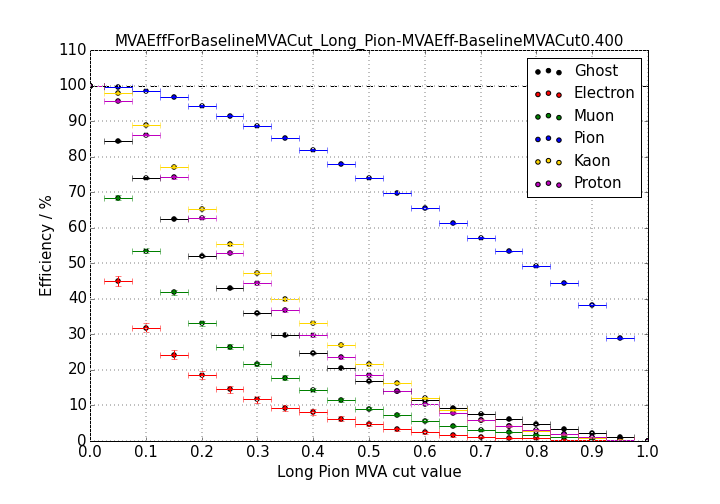 MVAEffForBaselineMVACut_Long_Pion-MVAEff-BaselineMVACut0.400
110
100
90
80
70
60
50
40
30
20
10
0
Efficiency / %
Ghost
Electron
Muon
Pion
Kaon
Proton
0.0 0.1 0.2 0.3 0.4 0.5 0.6 0.7 0.8 0.9 1.0
Long Pion MVA cut value